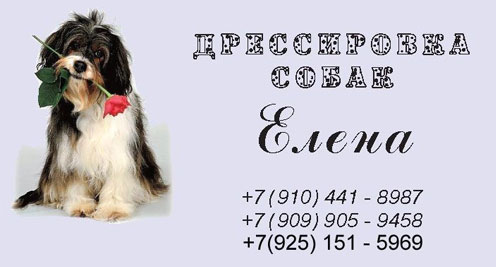 ДРЕССИРОВКА
СОБАК
Елена
+7 (910) 441 - 8987
+7 (909) 905 - 9458
+7(925) 151 - 5969